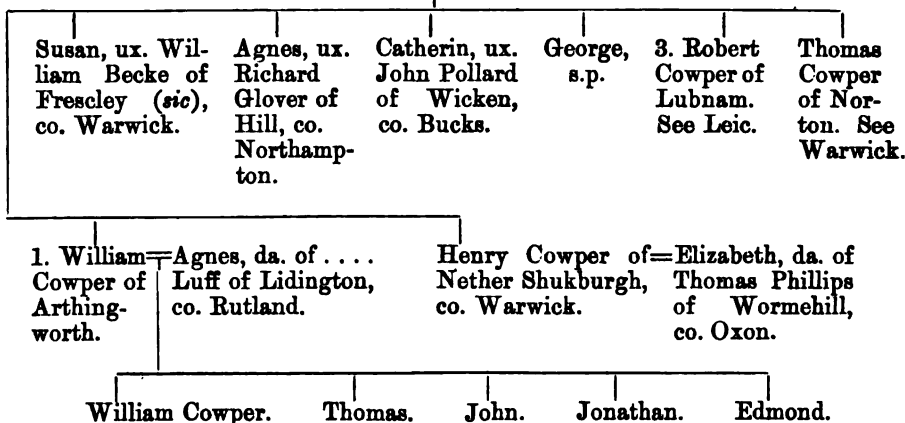 Susan, ux. Wil-
liam Becke of
Frescley (sic),
co. Warwick.
Agnes, ux.
Richard
Glover of
Hill, co.
Northamp-
ton.
Catherin, ux.
John Pollard
of Wicken,
co. Bucks.
George,
s.p.
3. Robert
Cowper of
Lubnam.
See Leic.
Thomas
Cowper
of Nor-
ton. See
Warwick.
1. William
Cowper of
Arthing-
worth.
=Agnes, da. of ....
Luff of Lidington,
co. Rutland.
Henry Cowper of
Nether Shukburgh,
co. Warwick.
=Elizabeth, da. of
Thomas Phillips
of Wormehill,
co. Oxon.
William Cowper. Thomas. John. Jonathan. Edmond.